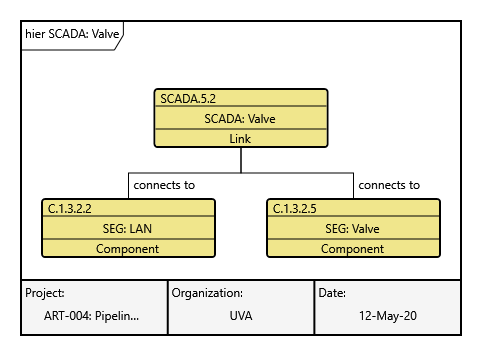 hier SCADA: Valve
SCADA.5.2
SCADA: Valve
Link
connects to connects to
C.1.3.2.2 C.1.3.2.5
SEG: LAN SEG: Valve
Component Component
Project: Organization: Date:
ART-004: Pipelin... UVA 12-May-20